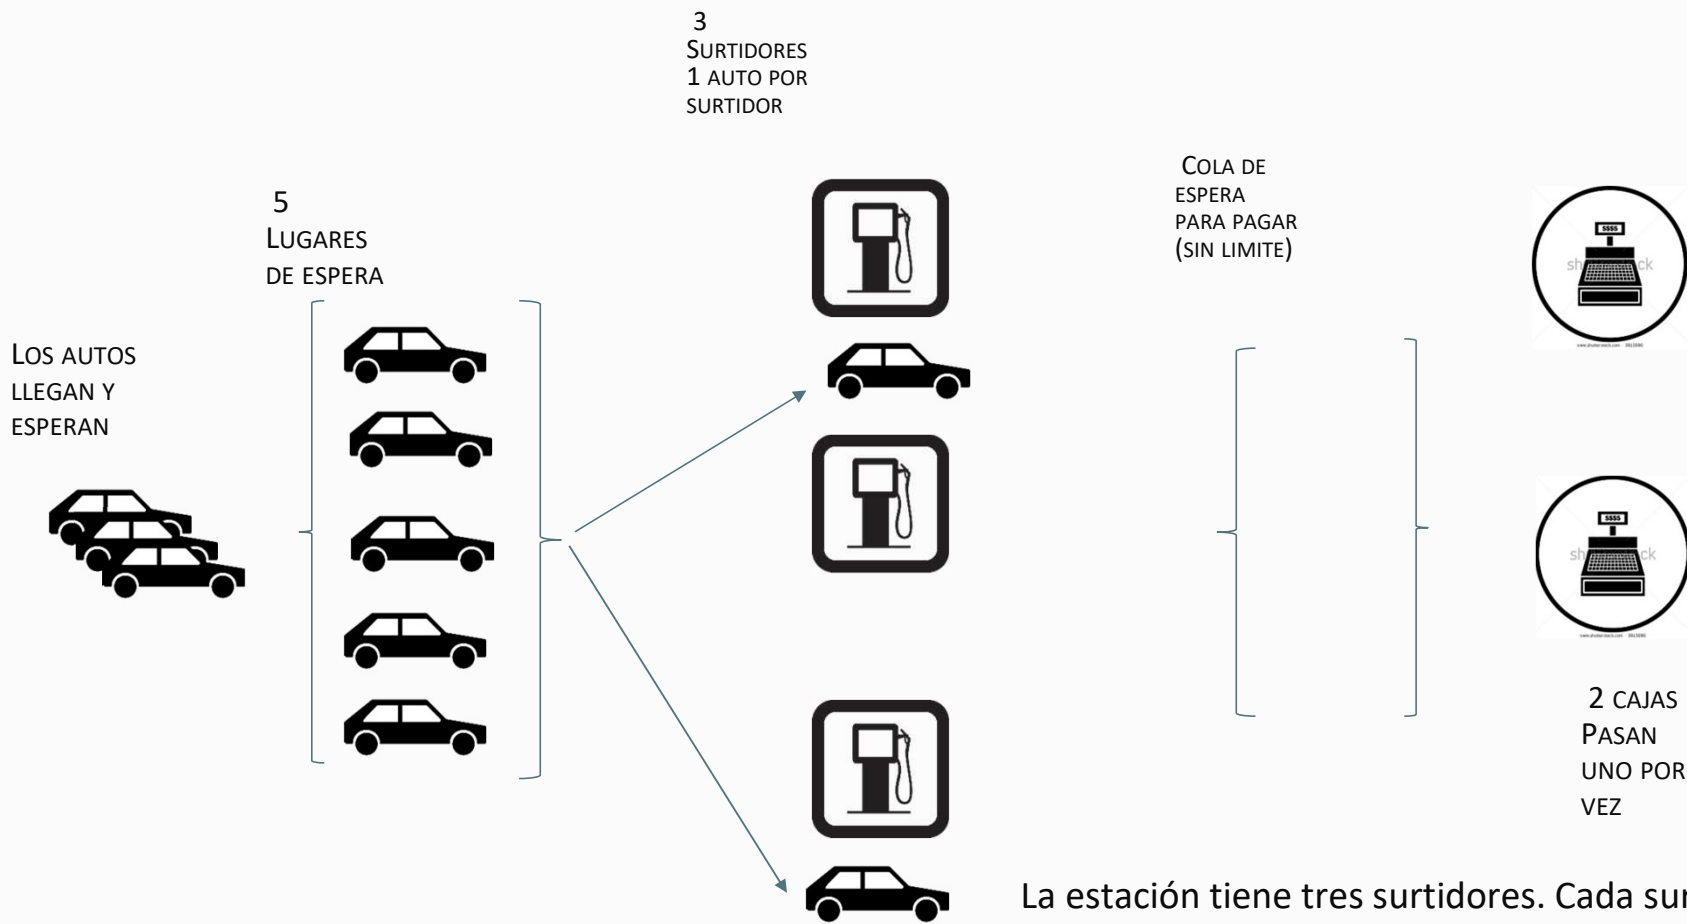 3
SURTIDORES
1 AUTO POR
SURTIDOR
COLA DE
ESPERA
PARA PAGAR
(SIN LIMITE)
5
LUGARES
DE ESPERA
LOS AUTOS
LLEGAN Y
ESPERAN
$$$$
$$$$
2 CAJAS
PASAN
UNO POR
VEZ
La estación tiene tres surtidores. Cada sur